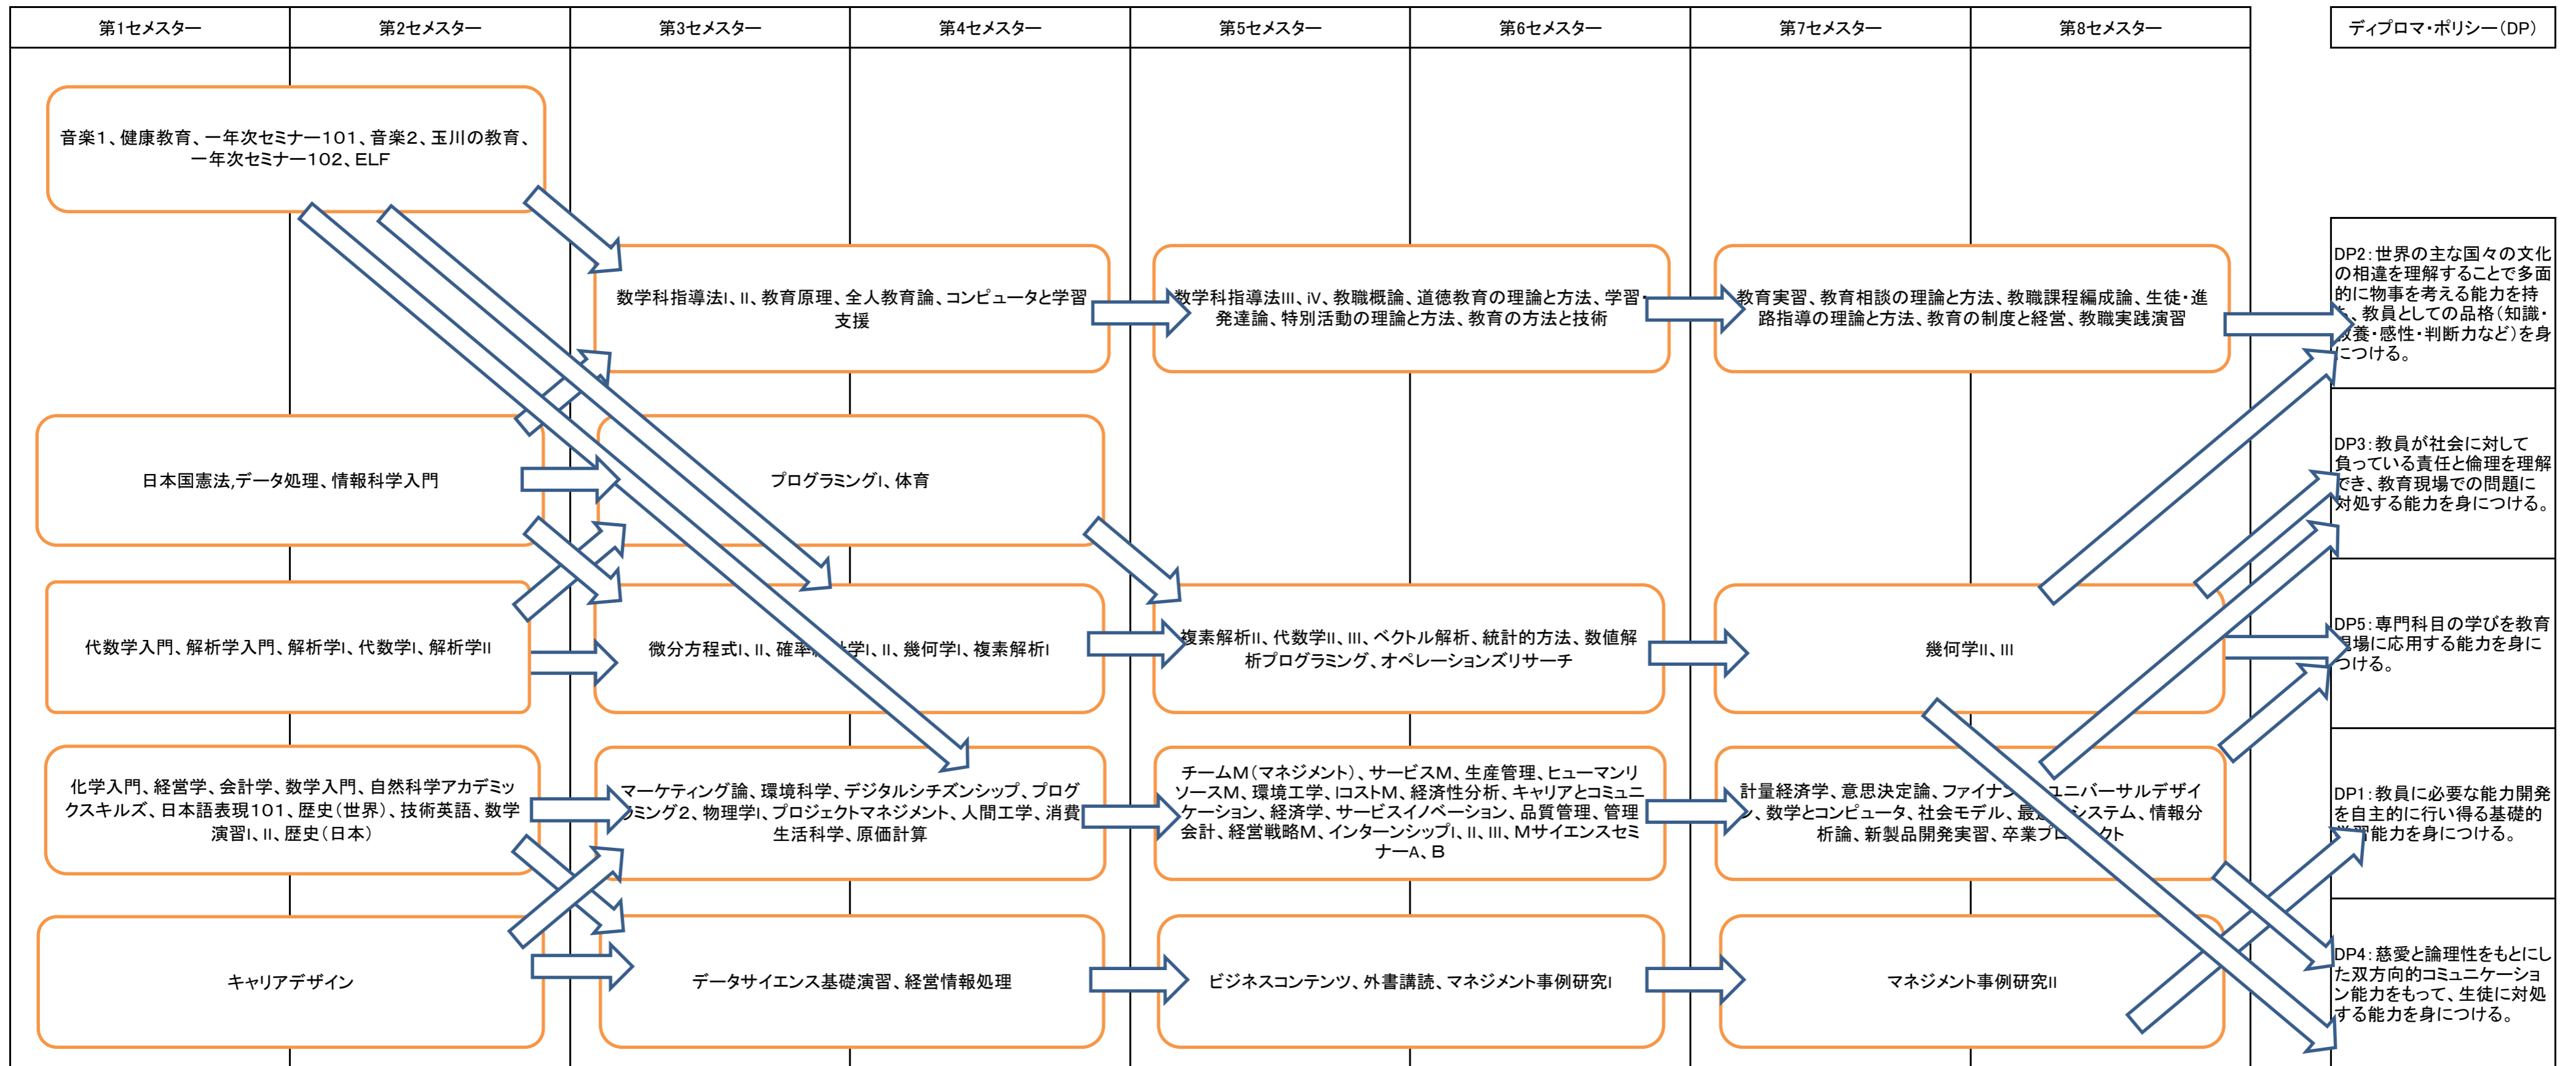 第1セメスター
第2セメスター
第3セメスター
第4セメスター
第5セメスター
第6セメスター
第7セメスター
第8セメスター
ディプロマ・ポリシー(DP)
音楽1、健康教育、一年次セミナー101、音楽2、玉川の教育、
一年次セミナー102、ELF
数学科指導法I、II、教育原理、全人教育論、コンピュータと学習
支援
数学科指導法III、iV、教職概論、道徳教育の理論と方法、学習・
発達論、特別活動の理論と方法、教育の方法と技術
教育実習、教育相談の理論と方法、教職課程編成論、生徒・進
路指導の理論と方法、教育の制度と経営、教職実践演習
DP2：世界の主な国々の文化
の相違を理解することで多面
的に物事を考える能力を持
、教員としての品格(知識・
教養・感性・判断力など)を身
につける。
日本国憲法,データ処理、情報科学入門
プログラミングI、体育
DP3：教員が社会に対して
負っている責任と倫理を理解
でき、教育現場での問題に
対処する能力を身につける。
代数学入門、解析学入門、解析学I、代数学I、解析学II
微分方程式I、II、確率 計学I、II、幾何学I、複素解析I
複素解析II、代数学II、III、ベクトル解析、統計的方法、数値解
析プログラミング、オペレーションズリサーチ
幾何学II、III
DP5：専門科目の学びを教育
現場に応用する能力を身に
つける。
化学入門、経営学、会計学、数学入門、自然科学アカデミッ
クスキルズ、日本語表現101、歴史(世界)、技術英語、数学
演習I、II、歴史(日本)
マーケティング論、環境科学、デジタルシチズンシップ、プログ
ラミング2、物理学I、プロジェクトマネジメント、人間工学、消費
生活科学、原価計算
チームM(マネジメント)、サービスM、生産管理、ヒューマンリ
ソースM、環境工学、IコストM、経済性分析、キャリアとコミュニ
ケーション、経済学、サービスイノベーション、品質管理、管理
会計、経営戦略M、インターンシップI、II、III、Mサイエンスセミ
ナーA、B
計量経済学、意思決定論、ファイナン ユニバーサルデザイ
ン、数学とコンピュータ、社会モデル、最 システム、情報分
析論、新製品開発実習、卒業プロ クト
DP1：教員に必要な能力開発
を自主的に行い得る基礎的
習能力を身につける。
キャリアデザイン
データサイエンス基礎演習、経営情報処理
ビジネスコンテンツ、外書講読、マネジメント事例研究I
マネジメント事例研究II
DP4：慈愛と論理性をもとにし
た双方向的コミュニケーショ
ン能力をもって、生徒に対処
する能力を身につける。